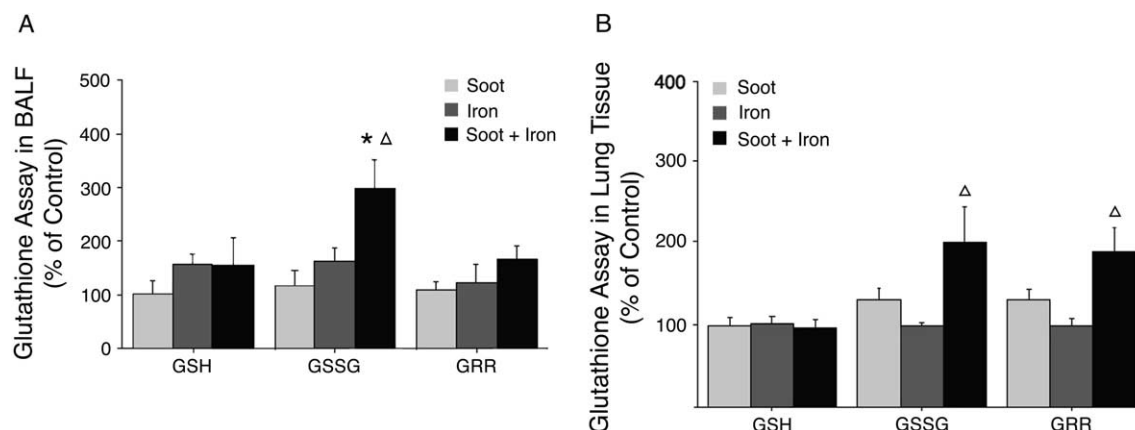 A
Glutathione Assay in BALF
(% of Control)
500
400
300
200
100
0
Soot
Iron
Soot + Iron
* Δ
GSH
GSSG
GRR
B
Glutathione Assay in Lung Tissue
(% of Control)
400
300
200
100
Soot
Iron
Soot + Iron
Δ
Δ
GSH
GSSG
GRR